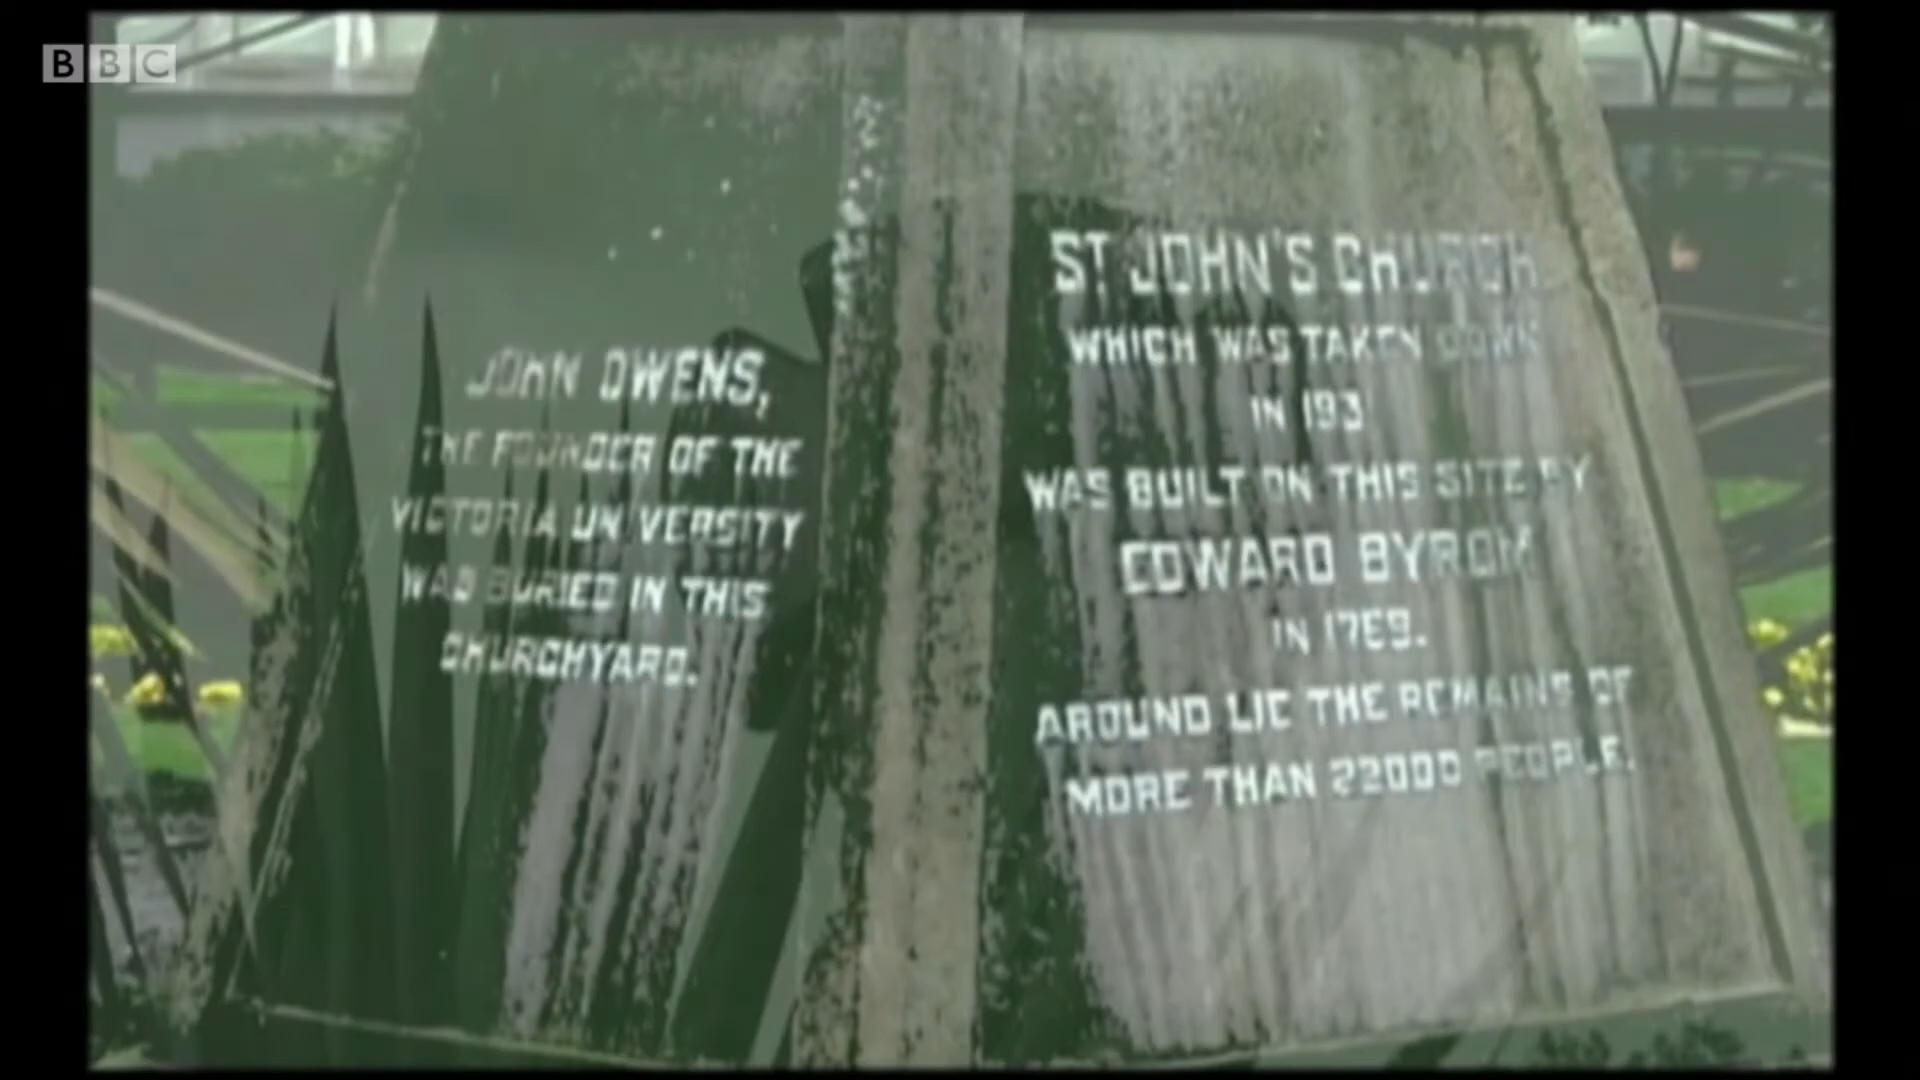 BBC
JOHN OWENS,
THE FOUNDER OF THE
VICTORIA UNIVERSITY
WAS BURIED IN THIS
CHURCHYARD.
ST JOHN'S CHURCH
WHICH WAS TAKEN DOWN
IN 193
WAS BUILT ON THIS SITE BY
EDWARD BYROM
IN 1769.
AROUND LIE THE REMAINS OF
MORE THAN 22000 PEOPLE.